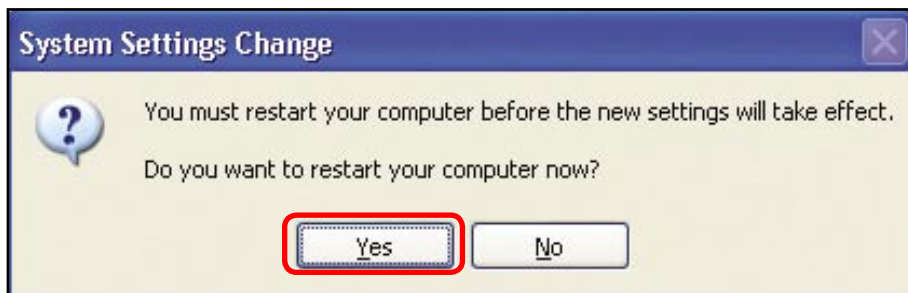 System Settings Change
You must restart your computer before the new settings will take effect.
Do you want to restart your computer now?
Yes
No